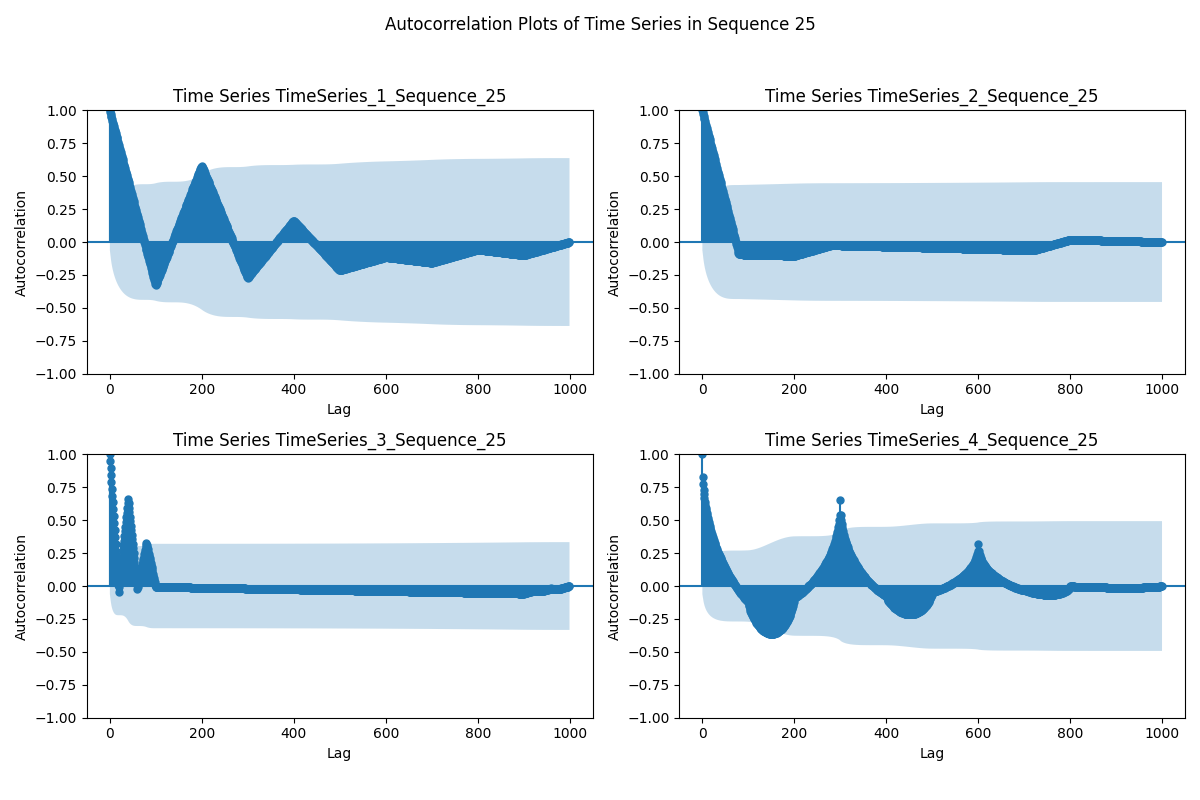 Autocorrelation Plots of Time Series in Sequence 25
Time Series TimeSeries_1_Sequence_25
1.00
0.75
0.50
0.25
0.00
−0.25
−0.50
−0.75
−1.00
Autocorrelation
0 200 400 600 800 1000
Lag
Time Series TimeSeries_2_Sequence_25
1.00
0.75
0.50
0.25
0.00
−0.25
−0.50
−0.75
−1.00
Autocorrelation
0 200 400 600 800 1000
Lag
Time Series TimeSeries_3_Sequence_25
1.00
0.75
0.50
0.25
0.00
−0.25
−0.50
−0.75
−1.00
Autocorrelation
0 200 400 600 800 1000
Lag
Time Series TimeSeries_4_Sequence_25
1.00
0.75
0.50
0.25
0.00
−0.25
−0.50
−0.75
−1.00
Autocorrelation
0 200 400 600 800 1000
Lag